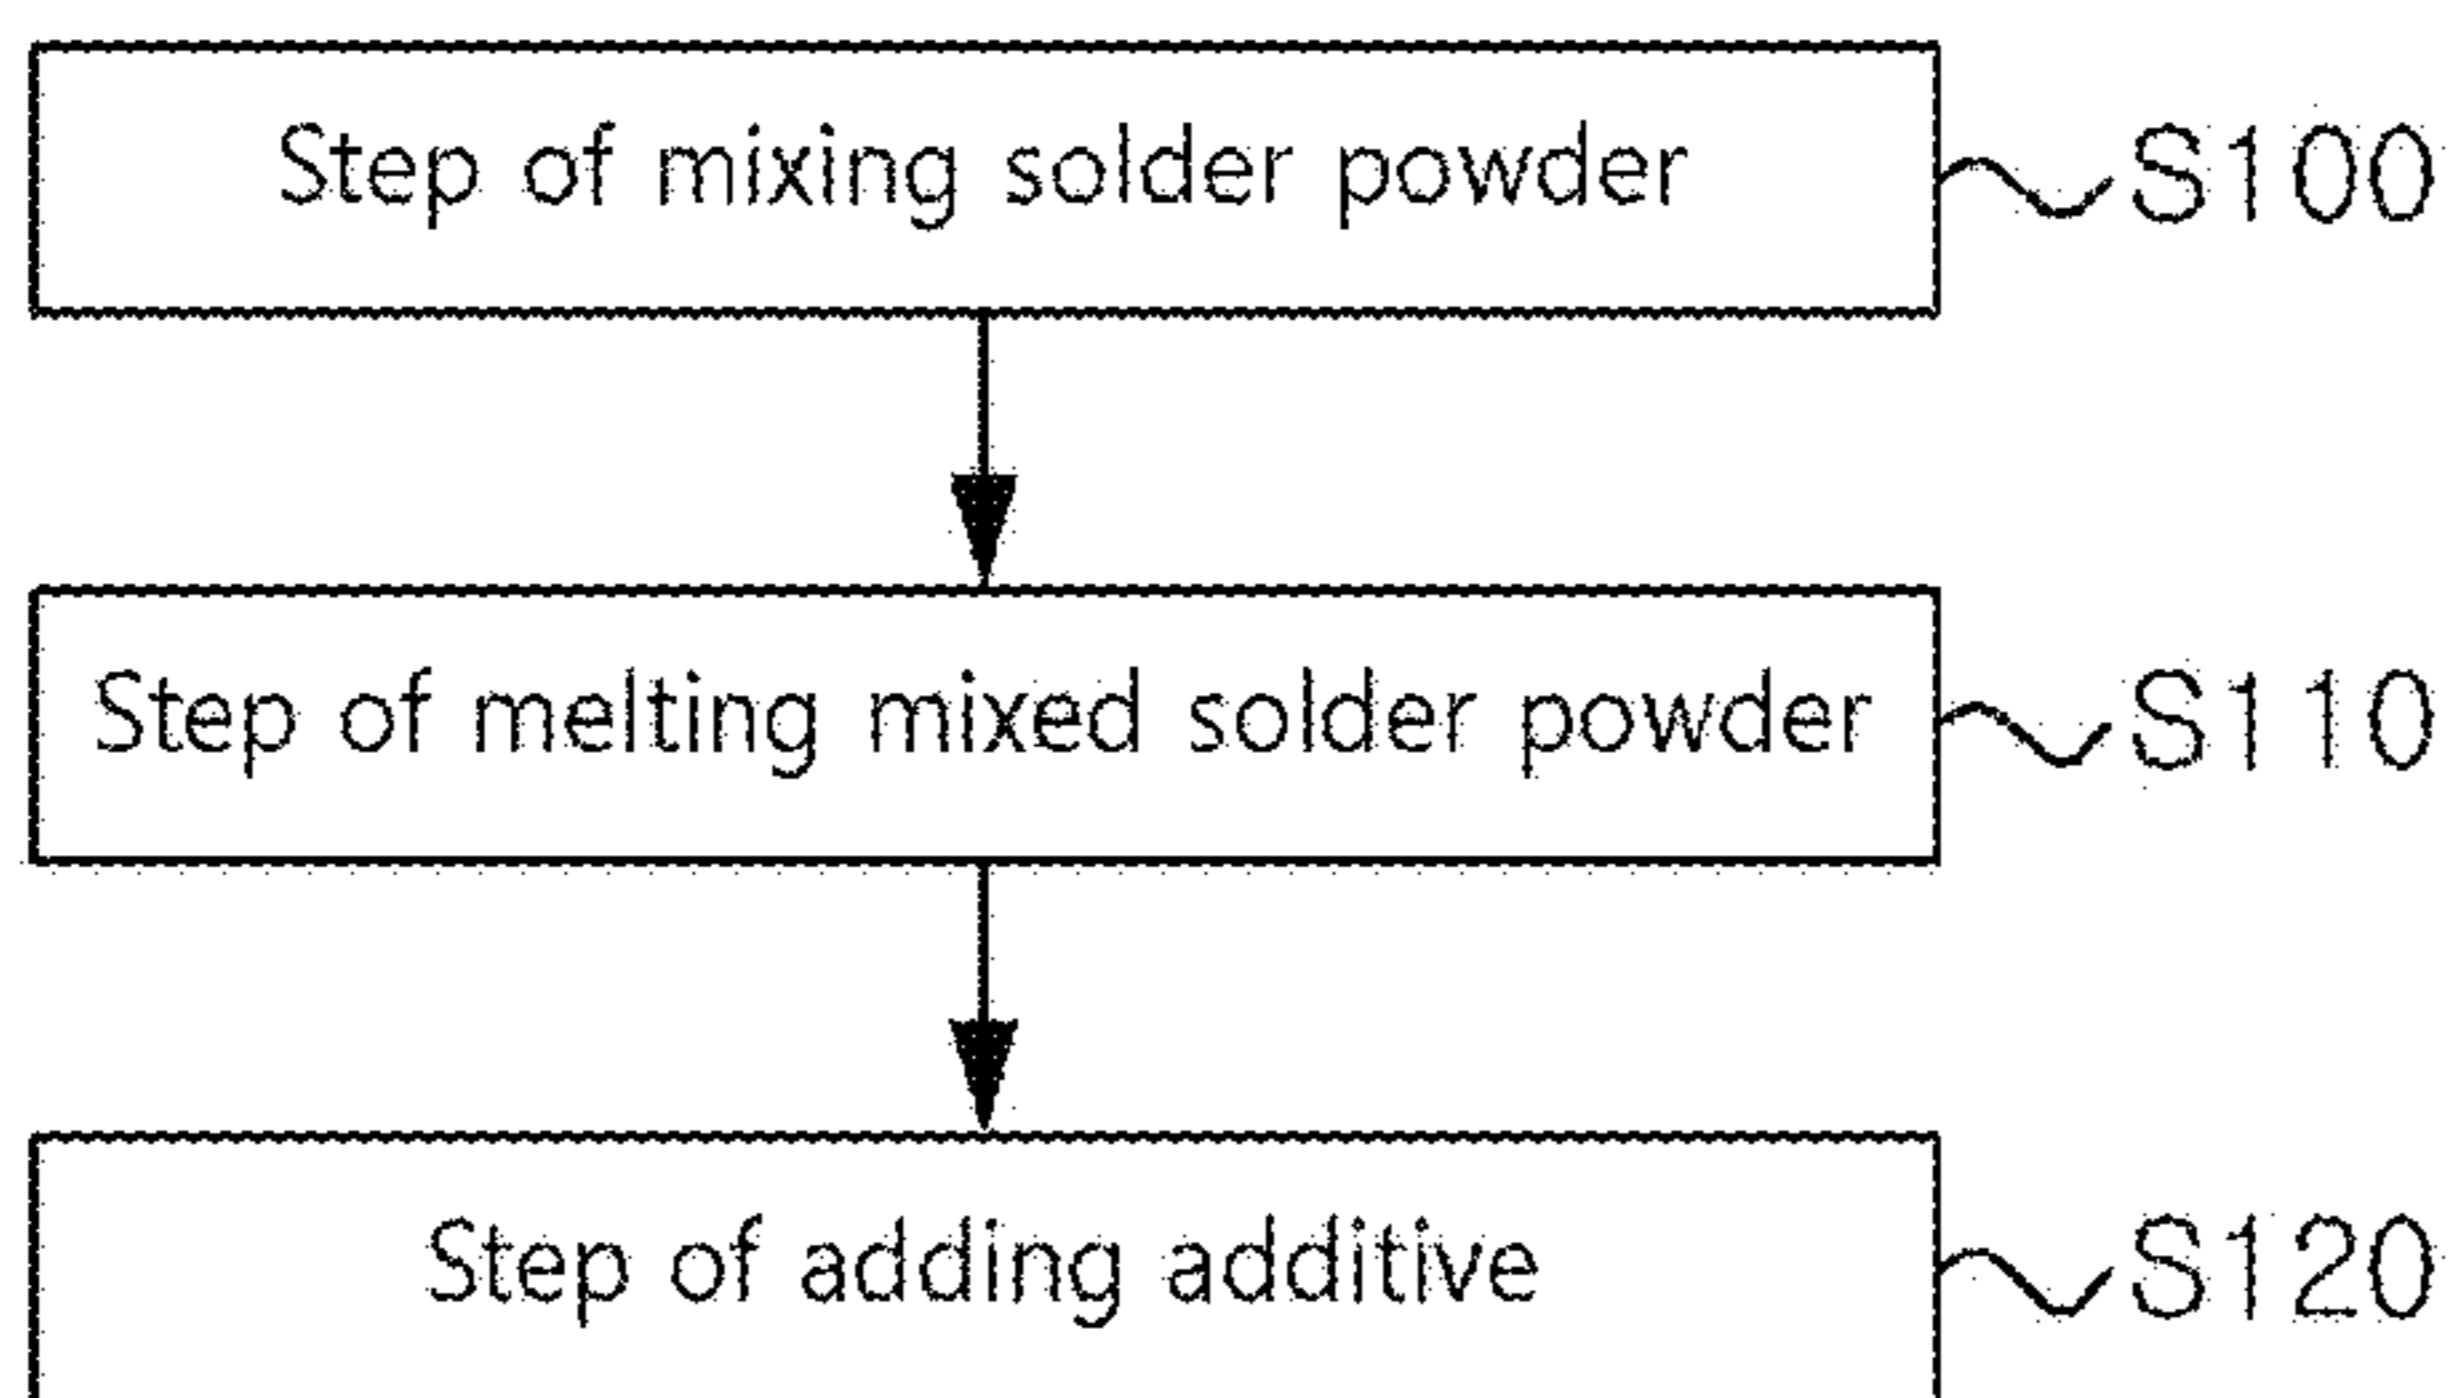 Step of mixing solder powder S100
Step of melting mixed solder powder S110
Step of adding additive S120